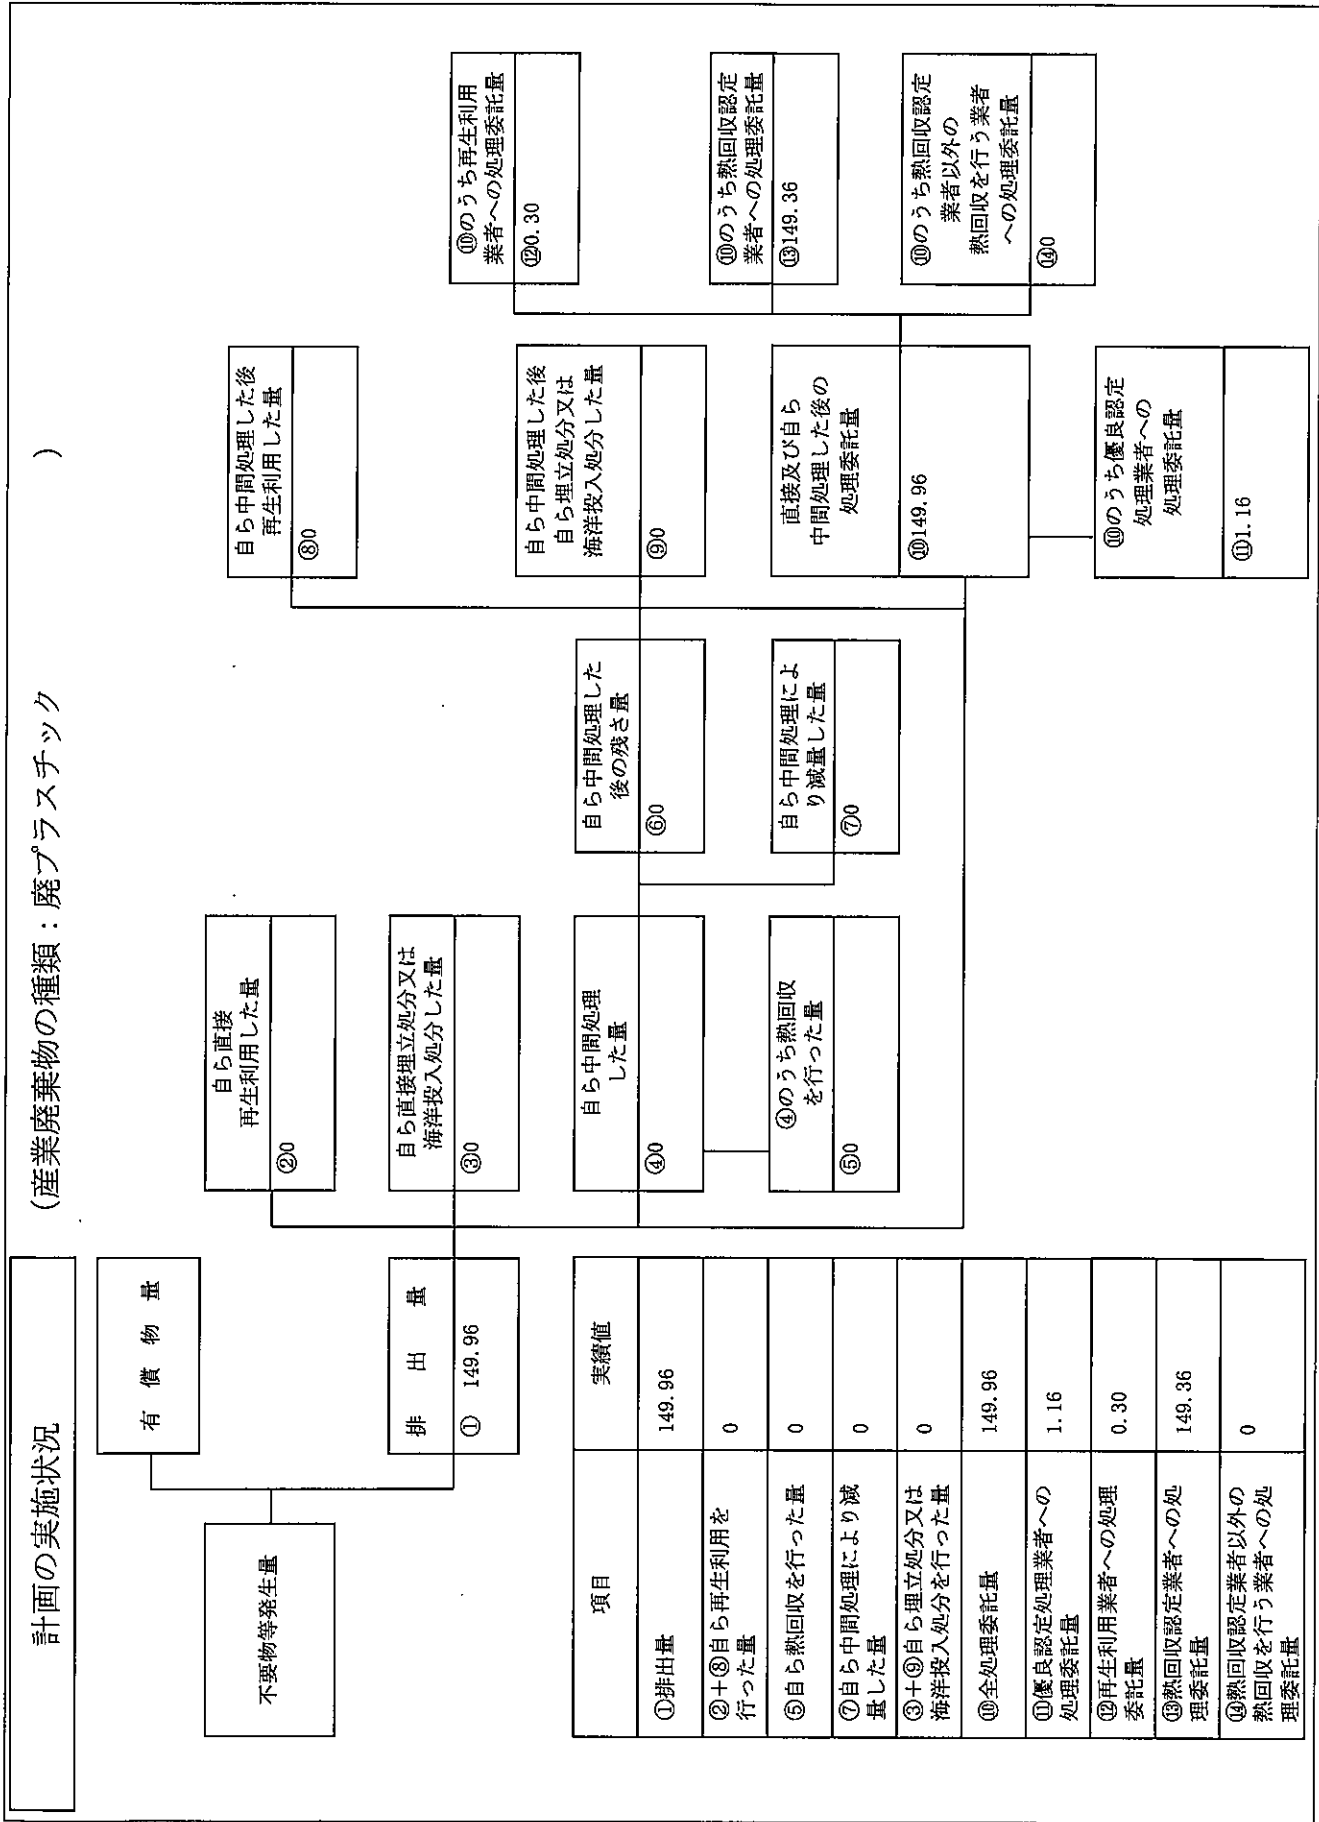 計画の実施状況
(産業廃棄物の種類：廃プラスチック　　　　　)
不要物等発生量
有償物量
排出量
① 149.96
自ら直接
再生利用した量
②0
自ら直接埋立処分又は
海洋投入処分した量
③0
自ら中間処理
した量
④0
④のうち熱回収
を行った量
⑤0
自ら中間処理した
後の残さ量
⑥0
自ら中間処理によ
り減量した量
⑦0
自ら中間処理した後
再生利用した量
⑧0
自ら中間処理した後
自ら埋立処分又は
海洋投入処分した量
⑨0
直接及び自ら
中間処理した後の
処理委託量
⑩149.96
⑩のうち優良認定
処理業者への
処理委託量
⑪1.16
⑩のうち再生利用
業者への処理委託量
⑫0.30
⑩のうち熱回収認定
業者への処理委託量
⑬149.36
⑩のうち熱回収認定
業者以外の
熱回収を行う業者
への処理委託量
⑭0
項目 実績値
①排出量 149.96
②+⑧自ら再生利用を
行った量 0
⑤自ら熱回収を行った量 0
⑦自ら中間処理により減
量した量 0
③+⑨自ら埋立処分又は
海洋投入処分を行った量 0
⑩全処理委託量 149.96
⑪優良認定処理業者への
処理委託量 1.16
⑫再生利用業者への処理
委託量 0.30
⑬熱回収認定業者への処
理委託量 149.36
⑭熱回収認定業者以外の
熱回収を行う業者への処
理委託量 0